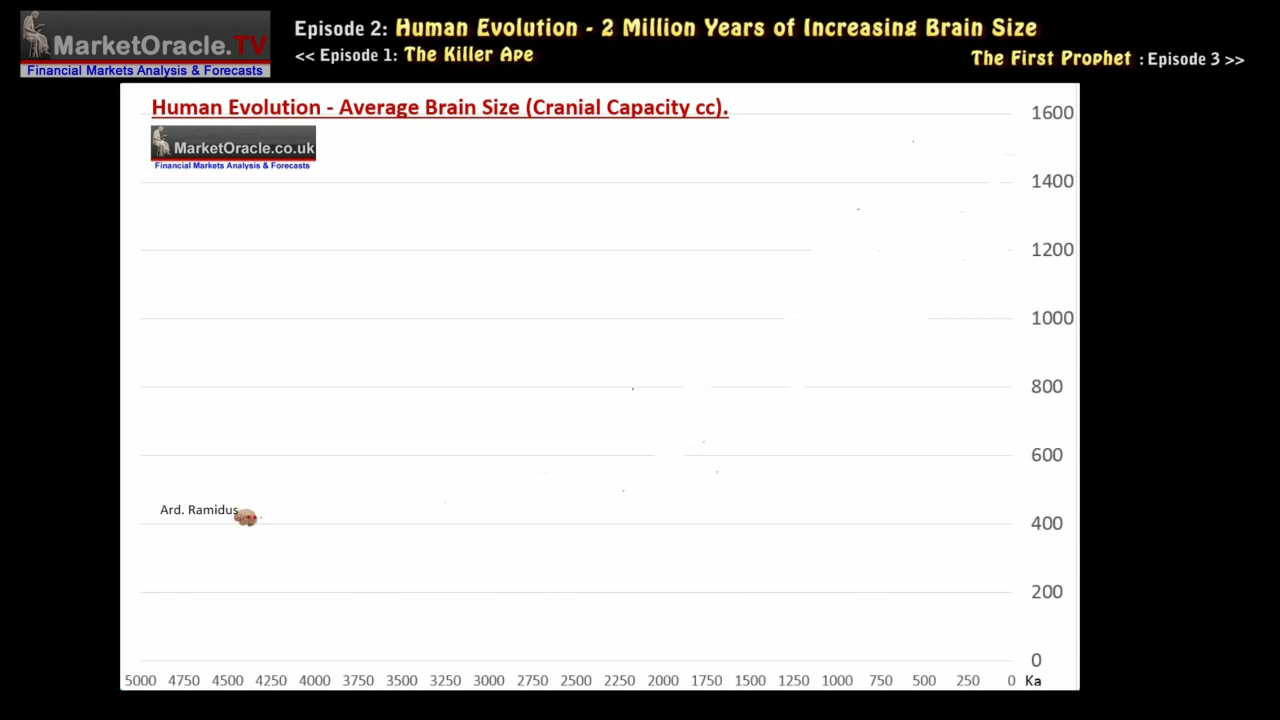 MarketOracle.TV
Financial Markets Analysis & Forecasts
Episode 2: Human Evolution - 2 Million Years of Increasing Brain Size
<< Episode 1: The Killer Ape
The First Prophet : Episode 3 >>
Human Evolution - Average Brain Size (Cranial Capacity cc).
MarketOracle.co.uk
Financial Markets Analysis & Forecasts
1600
1400
1200
1000
800
600
Ard. Ramidus
400
200
0
5000 4750 4500 4250 4000 3750 3500 3250 3000 2750 2500 2250 2000 1750 1500 1250 1000 750 500 250 0 Ka